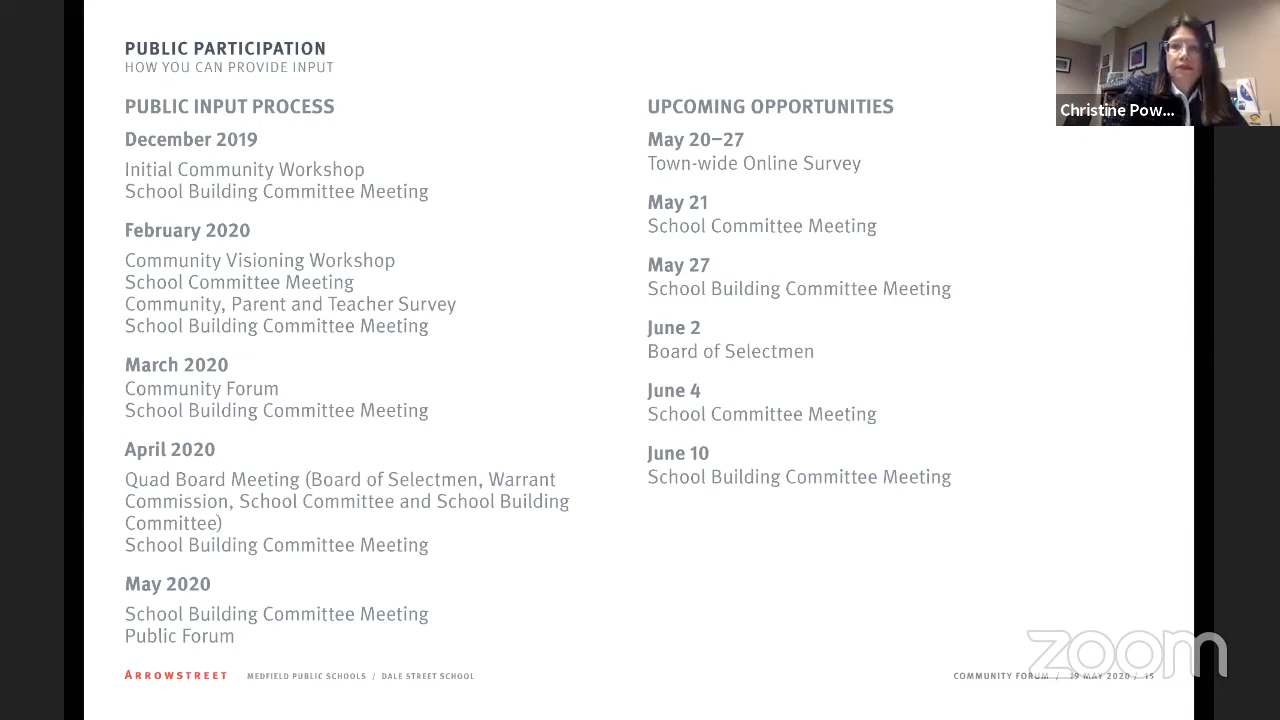 PUBLIC PARTICIPATION
HOW YOU CAN PROVIDE INPUT
PUBLIC INPUT PROCESS
December 2019
Initial Community Workshop
School Building Committee Meeting
February 2020
Community Visioning Workshop
School Committee Meeting
Community, Parent and Teacher Survey
School Building Committee Meeting
March 2020
Community Forum
School Building Committee Meeting
April 2020
Quad Board Meeting (Board of Selectmen, Warrant
Commission, School Committee and School Building
Committee)
School Building Committee Meeting
May 2020
School Building Committee Meeting
Public Forum
UPCOMING OPPORTUNITIES
May 20–27
Town-wide Online Survey
May 21
School Committee Meeting
May 27
School Building Committee Meeting
June 2
Board of Selectmen
June 4
School Committee Meeting
June 10
School Building Committee Meeting
Christine Pow...
ARROWSTREET MEDFIELD PUBLIC SCHOOLS / DALE STREET SCHOOL
COMMUNITY FORUM / MAY 2020 / 15
zoom